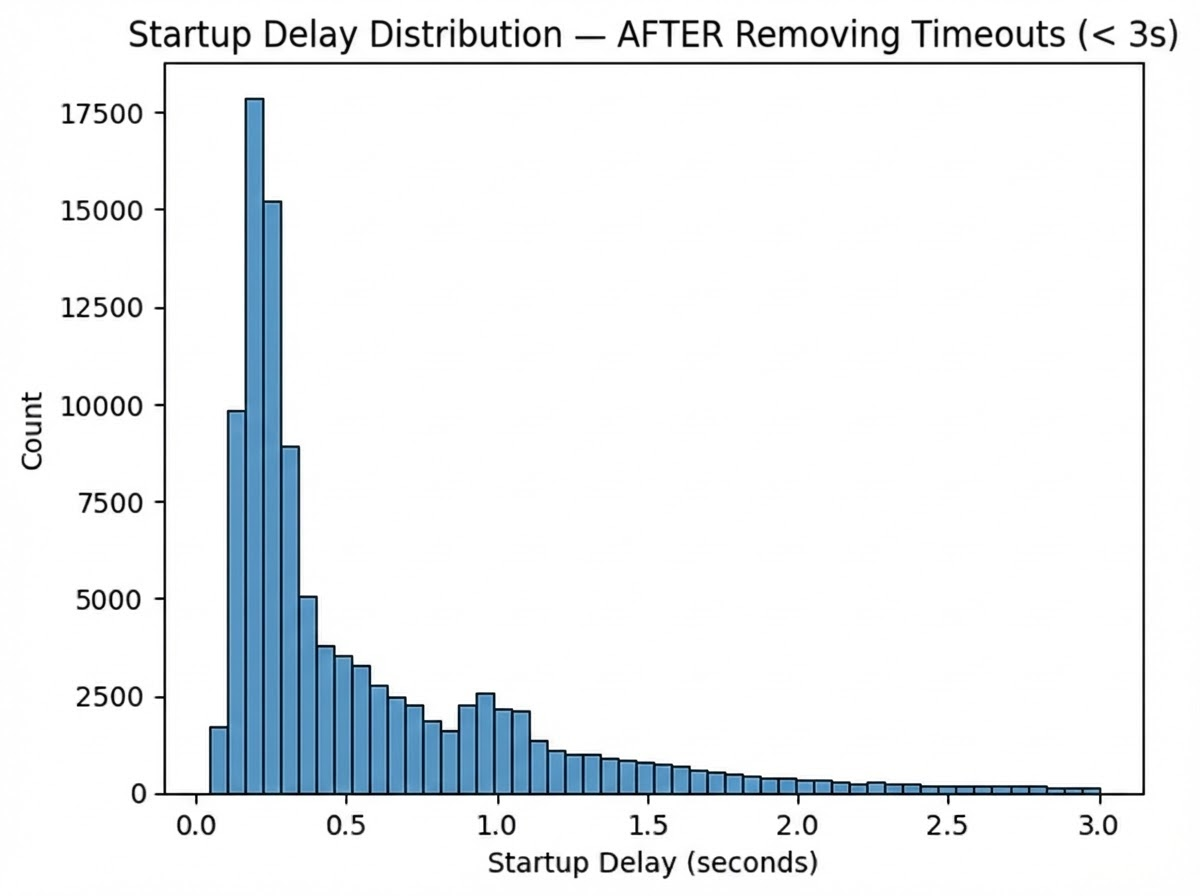 Startup Delay Distribution — AFTER Removing Timeouts (< 3s)
Count
17500
15000
12500
10000
7500
5000
2500
0
0.0 0.5 1.0 1.5 2.0 2.5 3.0
Startup Delay (seconds)